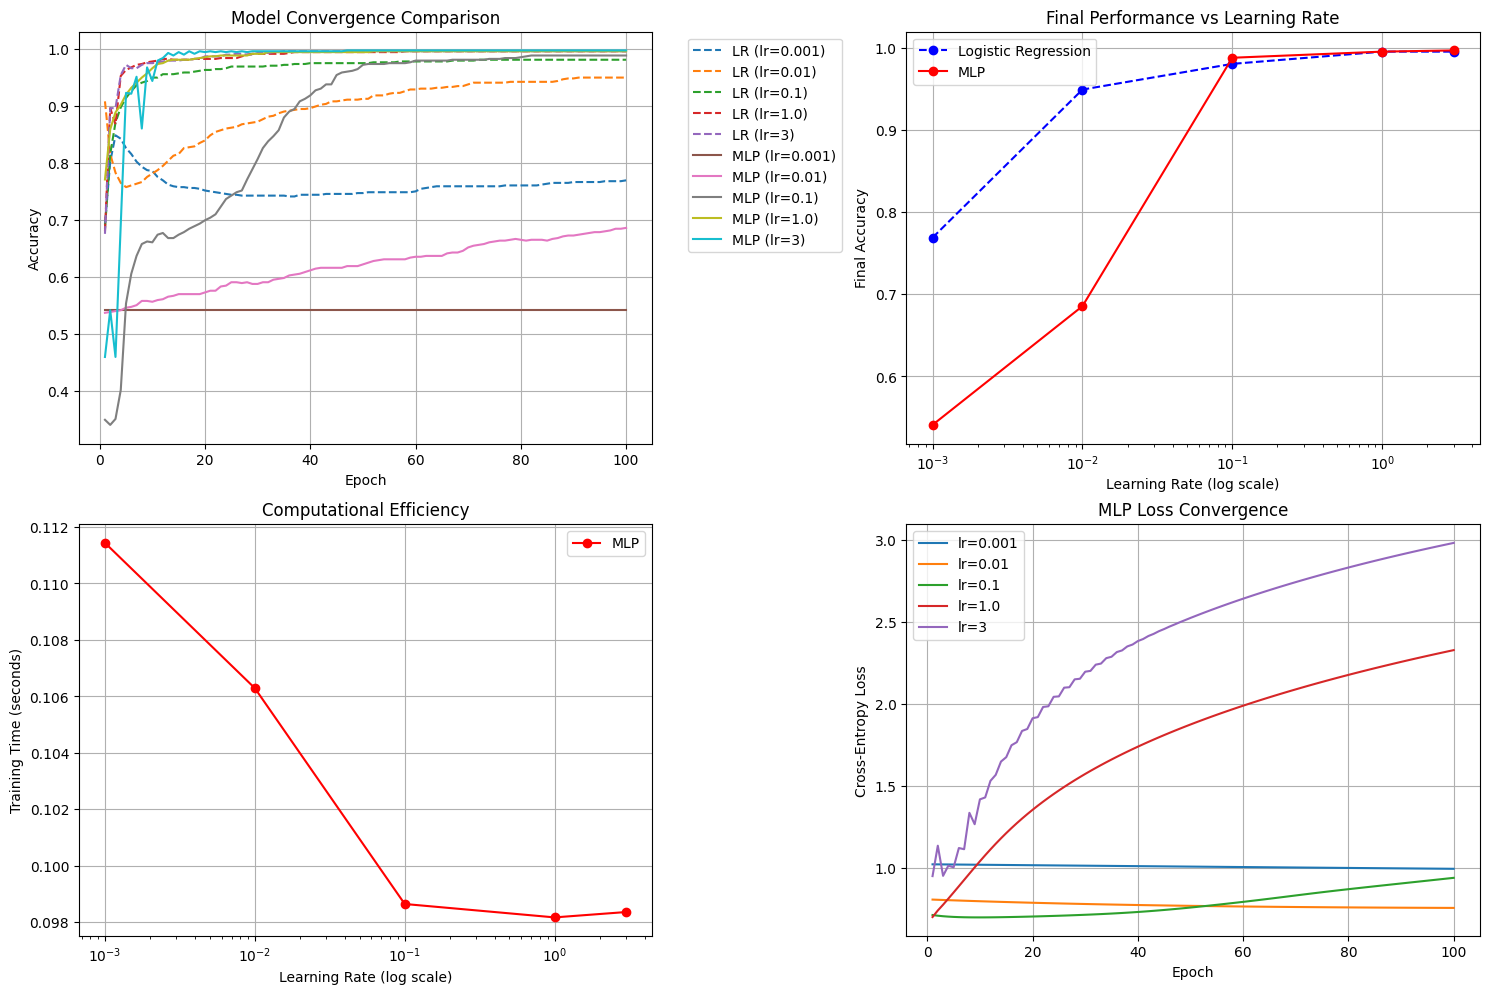 Model Convergence Comparison
1.0
0.9
0.8
0.7
0.6
0.5
0.4
Accuracy
0
20
40
60
80
100
Epoch
LR (lr=0.001)
LR (lr=0.01)
LR (lr=0.1)
LR (lr=1.0)
LR (lr=3)
MLP (lr=0.001)
MLP (lr=0.01)
MLP (lr=0.1)
MLP (lr=1.0)
MLP (lr=3)
Final Performance vs Learning Rate
Logistic Regression
MLP
1.0
0.9
0.8
0.7
0.6
Final Accuracy
10⁻³
10⁻²
10⁻¹
10⁰
Learning Rate (log scale)
Computational Efficiency
MLP
0.112
0.110
0.108
0.106
0.104
0.102
0.100
0.098
Training Time (seconds)
10⁻³
10⁻²
10⁻¹
10⁰
Learning Rate (log scale)
MLP Loss Convergence
lr=0.001
lr=0.01
lr=0.1
lr=1.0
lr=3
3.0
2.5
2.0
1.5
1.0
Cross-Entropy Loss
0
20
40
60
80
100
Epoch